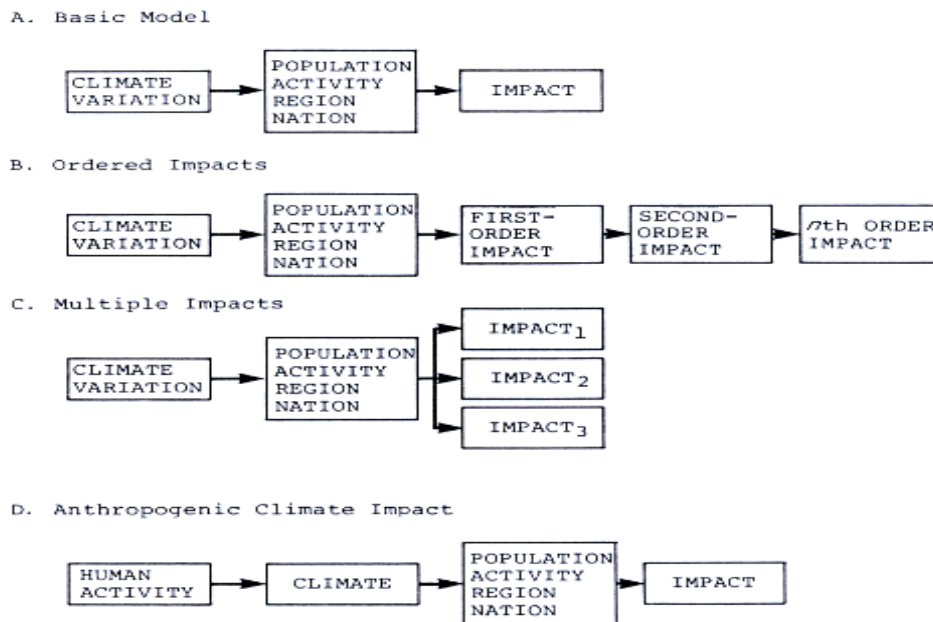 A. Basic Model
CLIMATE
VARIATION
POPULATION
ACTIVITY
REGION
NATION
IMPACT
B. Ordered Impacts
CLIMATE
VARIATION
POPULATION
ACTIVITY
REGION
NATION
FIRST-
ORDER
IMPACT
SECOND-
ORDER
IMPACT
nth ORDER
IMPACT
C. Multiple Impacts
CLIMATE
VARIATION
POPULATION
ACTIVITY
REGION
NATION
IMPACT1
IMPACT2
IMPACT3
D. Anthropogenic Climate Impact
HUMAN
ACTIVITY
CLIMATE
POPULATION
ACTIVITY
REGION
NATION
IMPACT